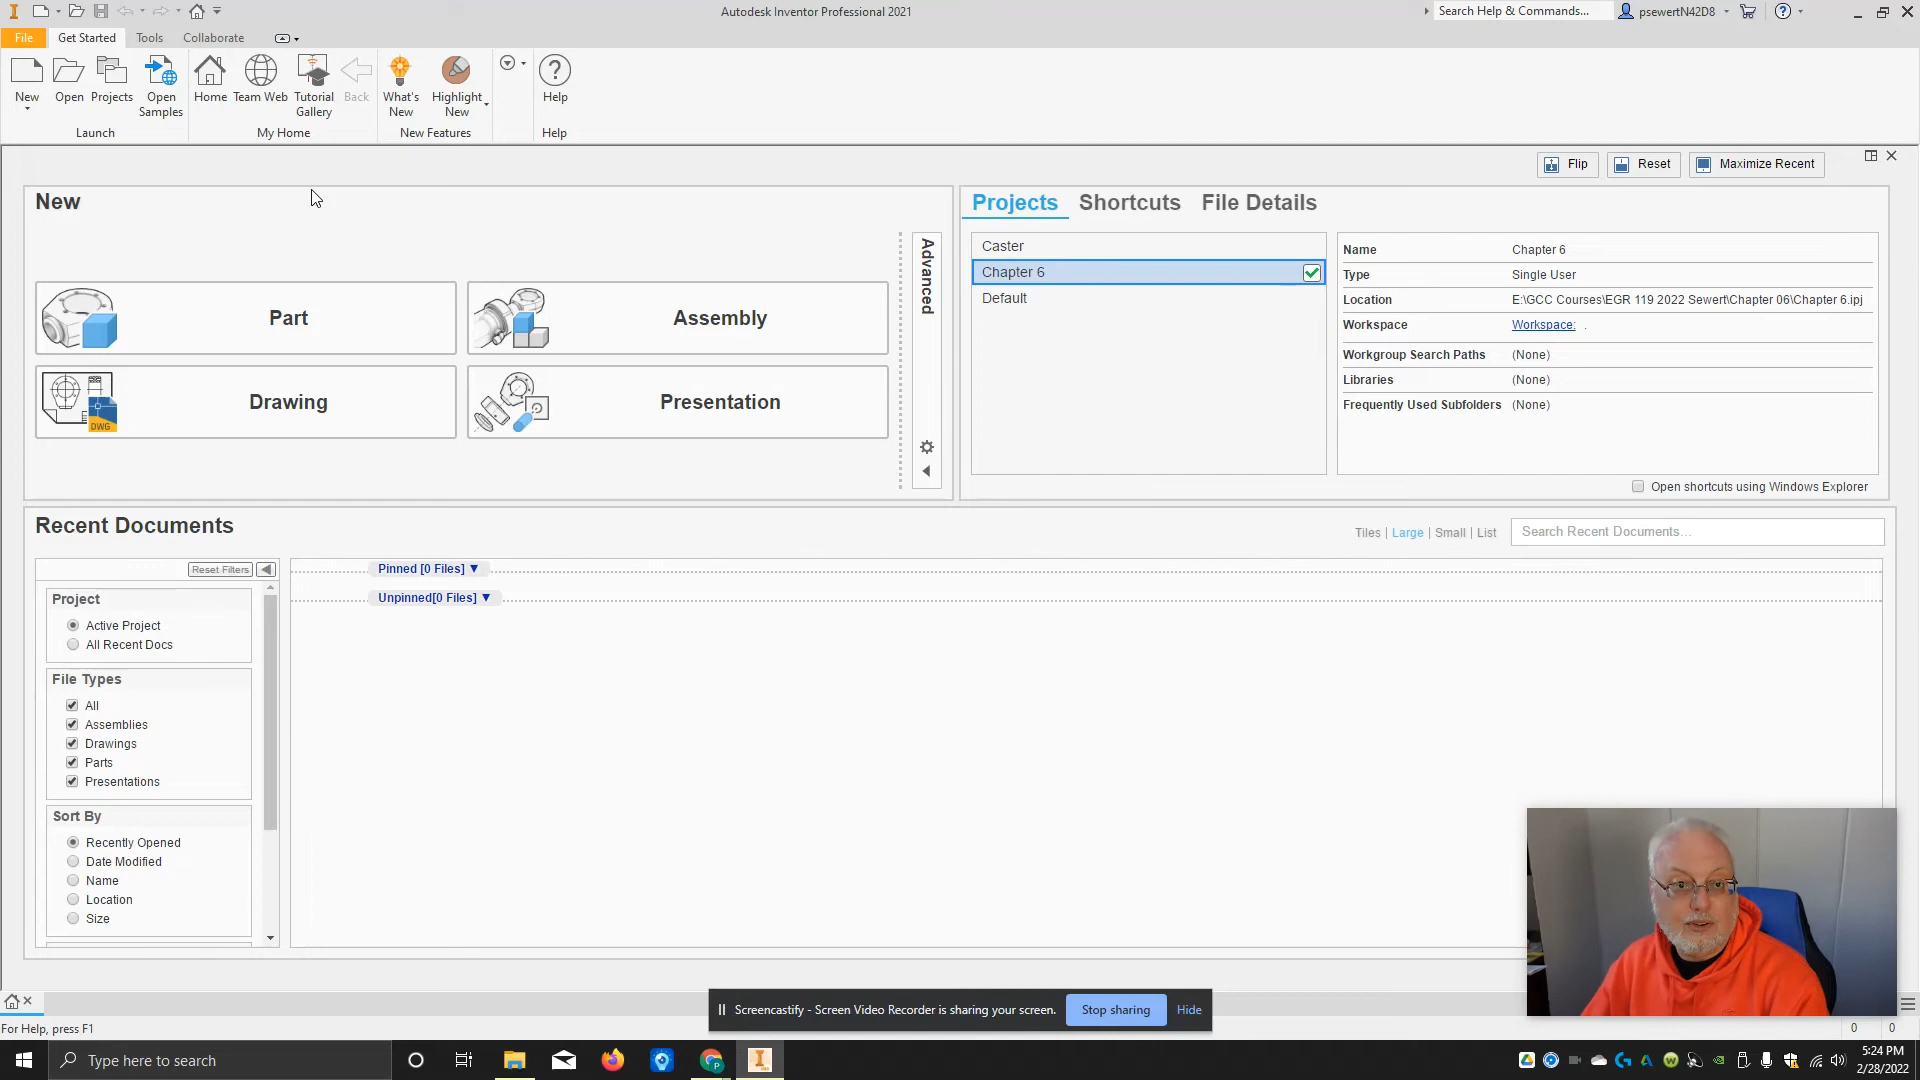 Autodesk Inventor Professional 2021
Search Help & Commands...
psewertN42D8
File
Get Started
Tools
Collaborate
New
Open
Projects
Open Samples
Home
Team Web
Tutorial Gallery
Back
What's New
Highlight New
Help
Launch
My Home
New Features
Help
Flip
Reset
Maximize Recent
New
Part
Assembly
Drawing
DWG
Presentation
Advanced
Projects
Shortcuts
File Details
Caster
Chapter 6
Default
Name Chapter 6
Type Single User
Location E:\GCC Courses\EGR 119 2022 Sewert\Chapter 06\Chapter 6.ipj
Workspace Workspace: .
Workgroup Search Paths (None)
Libraries (None)
Frequently Used Subfolders (None)
Open shortcuts using Windows Explorer
Recent Documents
Tiles | Large | Small | List
Search Recent Documents...
Reset Filters
Project
Active Project
All Recent Docs
File Types
All
Assemblies
Drawings
Parts
Presentations
Sort By
Recently Opened
Date Modified
Name
Location
Size
Pinned [0 Files] ▼
Unpinned[0 Files] ▼
Screencastify - Screen Video Recorder is sharing your screen.
Stop sharing
Hide
For Help, press F1
0 0
Type here to search
5:24 PM
2/28/2022